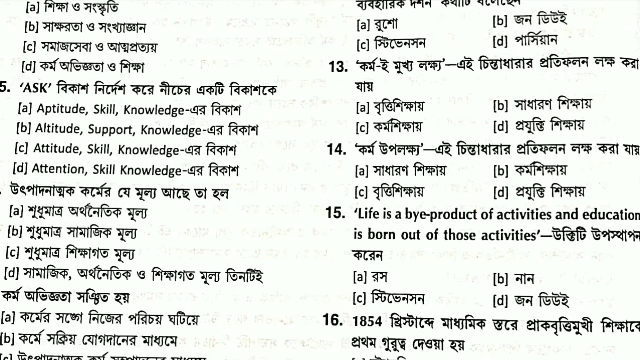 [a] শিক্ষা ও সংস্কৃতি
[b] সাক্ষরতা ও সংখ্যাজ্ঞান
[c] সমাজসেবা ও আত্মপ্রত্যয়
[d] কর্ম অভিজ্ঞতা ও শিক্ষা
5. ‘ASK’ বিকাশ নির্দেশ করে নীচের একটি বিকাশকে
[a] Aptitude, Skill, Knowledge-এর বিকাশ
[b] Altitude, Support, Knowledge-এর বিকাশ
[c] Attitude, Skill, Knowledge-এর বিকাশ
[d] Attention, Skill Knowledge-এর বিকাশ
উৎপাদনাত্মক কর্মের যে মূল্য আছে তা হল
[a] শুধুমাত্র অর্থনৈতিক মূল্য
[b] শুধুমাত্র সামাজিক মূল্য
[c] শুধুমাত্র শিক্ষাগত মূল্য
[d] সামাজিক, অর্থনৈতিক ও শিক্ষাগত মূল্য তিনটিই
কর্ম অভিজ্ঞতা সঞ্চিত হয়
[a] কর্মের সঙ্গে নিজের পরিচয় ঘটিয়ে
[b] কর্মে সক্রিয় যোগদানের মাধ্যমে
[a] রুশো [b] জন ডিউই
[c] স্টিভেনসন [d] পার্সিয়ান
13. ‘কর্ম-ই মুখ্য লক্ষ্য’—এই চিন্তাধারার প্রতিফলন লক্ষ করা
যায়
[a] বৃত্তিশিক্ষায় [b] সাধারণ শিক্ষায়
[c] কর্মশিক্ষায় [d] প্রযুক্তি শিক্ষায়
14. ‘কর্ম উপলক্ষ্য’—এই চিন্তাধারার প্রতিফলন লক্ষ করা যায়
[a] সাধারণ শিক্ষায় [b] কর্মশিক্ষায়
[c] বৃত্তিশিক্ষায় [d] প্রযুক্তি শিক্ষায়
15. ‘Life is a bye-product of activities and education
is born out of those activities’—উক্তিটি উপস্থাপন
করেন
[a] রস [b] নান
[c] স্টিভেনসন [d] জন ডিউই
16. 1854 খ্রিস্টাব্দে মাধ্যমিক স্তরে প্রাকবৃত্তিমুখী শিক্ষাকে
প্রথম গুরুত্ব দেওয়া হয়